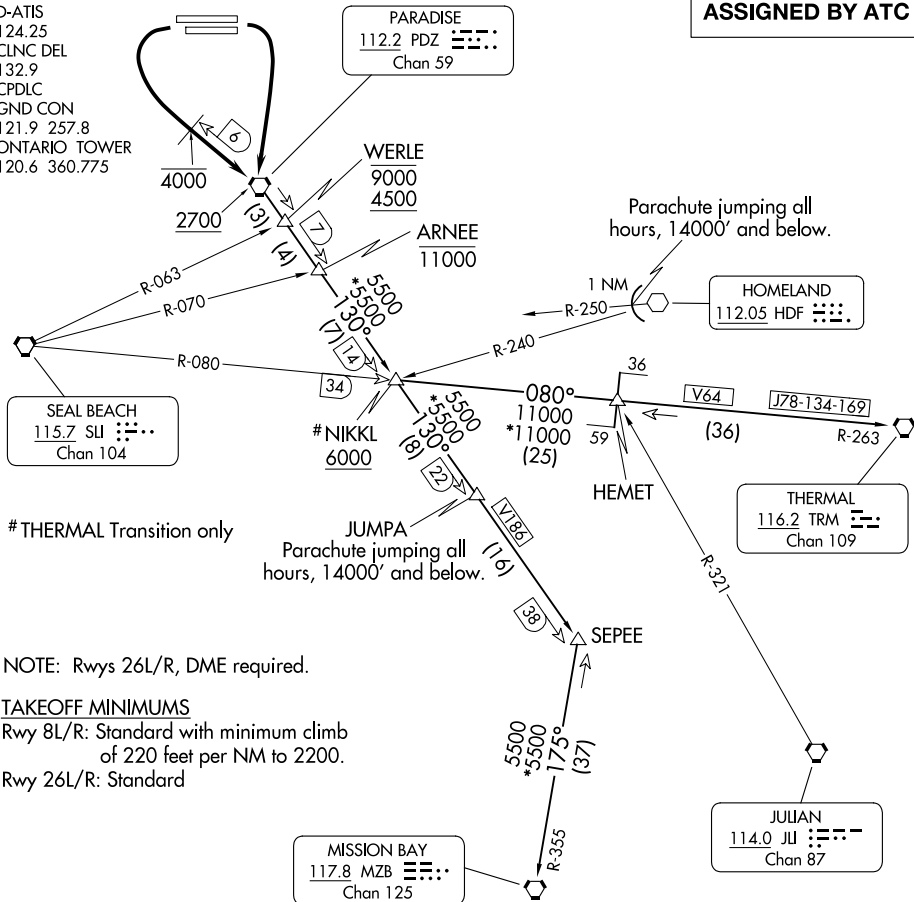 D-ATIS
124.25
CLNC DEL
132.9
CPDLC
GND CON
121.9 257.8
ONTARIO TOWER
120.6 360.775
ASSIGNED BY ATC
PARADISE
112.2 PDZ
Chan 59
6
4000
2700
WERLE
9000
4500
(3)
7
ARNEE
11000
(4)
R-063
R-070
R-080
5500
*5500
130°
(7)
14
34
Parachute jumping all
hours, 14000' and below.
1 NM
R-250
R-240
HOMELAND
112.05 HDF
SEAL BEACH
115.7 SLI
Chan 104
# NIKKL
6000
080°
11000
*11000
(25)
36
59
HEMET
V64
J78-134-169
(36)
R-263
THERMAL
116.2 TRM
Chan 109
5500
*5500
130°
(8)
22
# THERMAL Transition only
JUMPA
Parachute jumping all
hours, 14000' and below.
V186
(16)
38
SEPEE
R-321
NOTE: Rwys 26L/R, DME required.
TAKEOFF MINIMUMS
Rwy 8L/R: Standard with minimum climb
of 220 feet per NM to 2200.
Rwy 26L/R: Standard
5500
*5500
175°
(37)
R-355
MISSION BAY
117.8 MZB
Chan 125
JULIAN
114.0 JLI
Chan 87